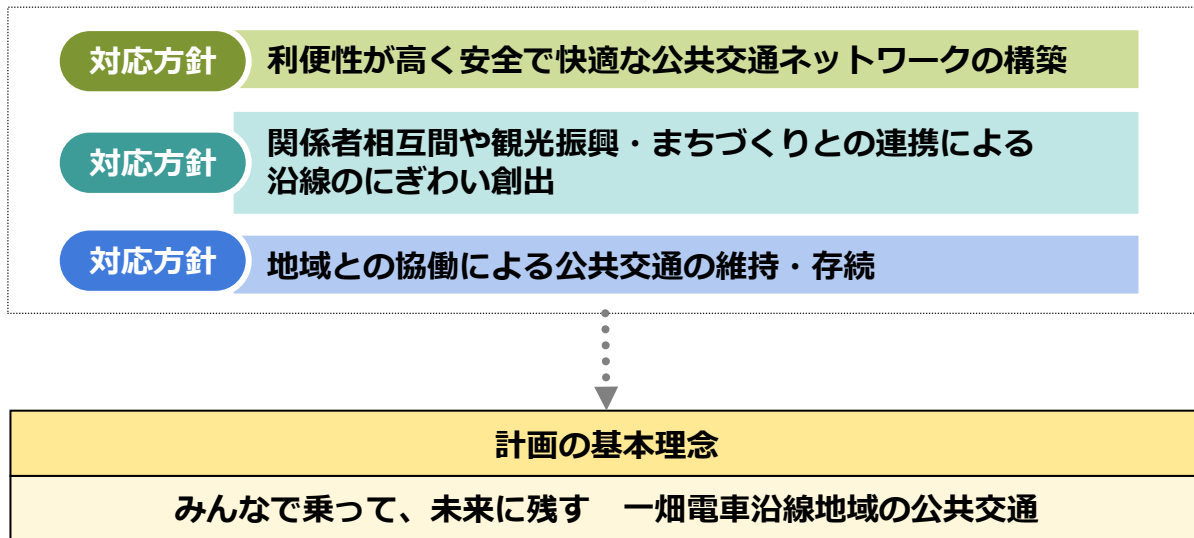 対応方針
利便性が高く安全で快適な公共交通ネットワークの構築
対応方針
関係者相互間や観光振興・まちづくりとの連携による
沿線のにぎわい創出
対応方針
地域との協働による公共交通の維持・存続
計画の基本理念
みんなで乗って、未来に残す　一畑電車沿線地域の公共交通